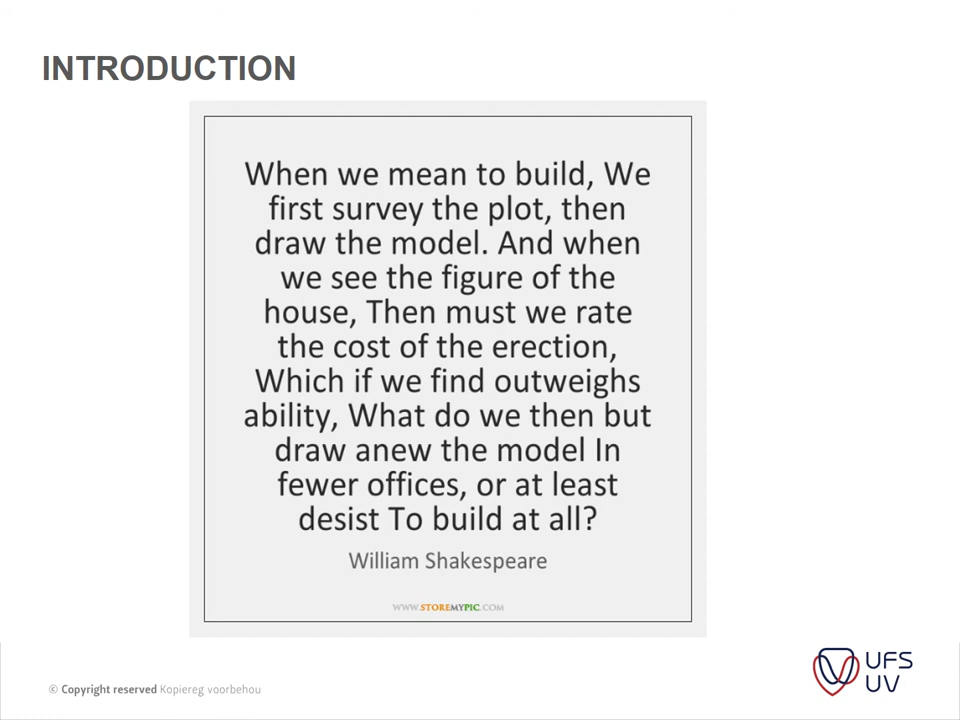 INTRODUCTION
When we mean to build, We
first survey the plot, then
draw the model. And when
we see the figure of the
house, Then must we rate
the cost of the erection,
Which if we find outweighs
ability, What do we then but
draw anew the model In
fewer offices, or at least
desist To build at all?
William Shakespeare
WWW.STOREMYPIC.COM
© Copyright reserved Kopiereg voorbehou
UFS
UV